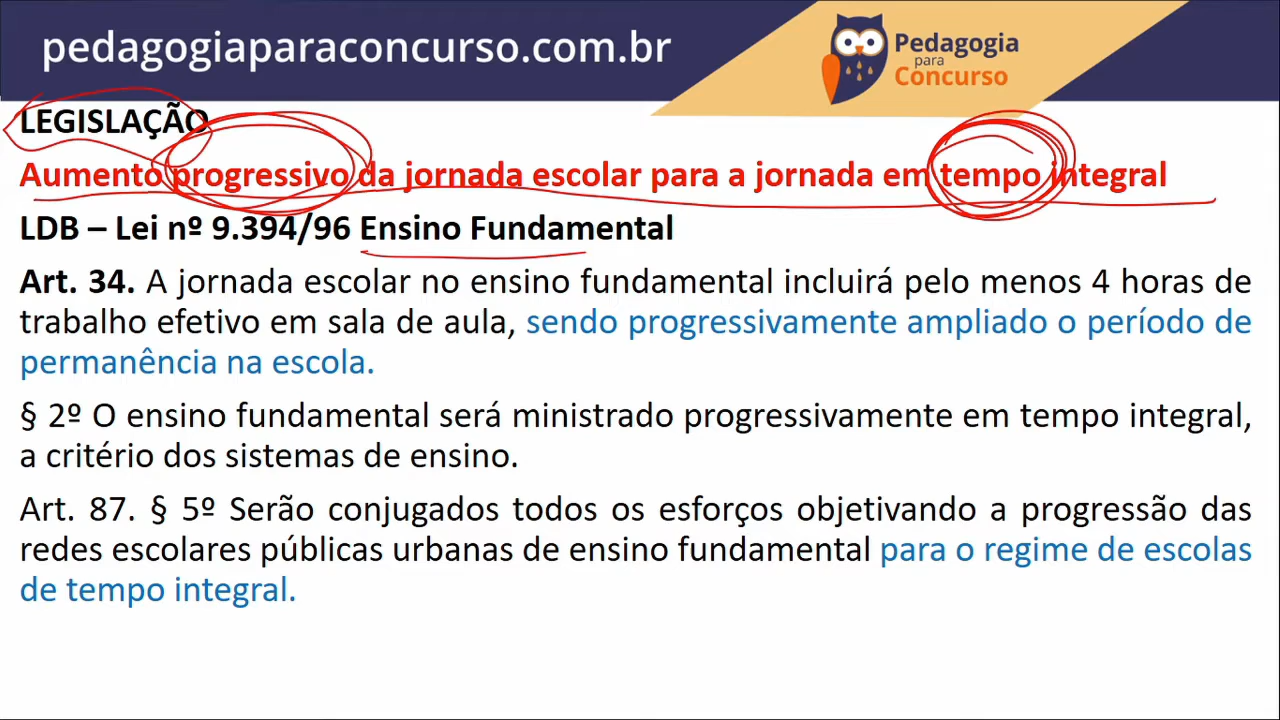 pedagogiaparaconcurso.com.br
Pedagogia
para
Concurso
LEGISLAÇÃO
Aumento progressivo da jornada escolar para a jornada em tempo integral
LDB – Lei nº 9.394/96 Ensino Fundamental
Art. 34. A jornada escolar no ensino fundamental incluirá pelo menos 4 horas de
trabalho efetivo em sala de aula, sendo progressivamente ampliado o período de
permanência na escola.
§ 2º O ensino fundamental será ministrado progressivamente em tempo integral,
a critério dos sistemas de ensino.
Art. 87. § 5º Serão conjugados todos os esforços objetivando a progressão das
redes escolares públicas urbanas de ensino fundamental para o regime de escolas
de tempo integral.